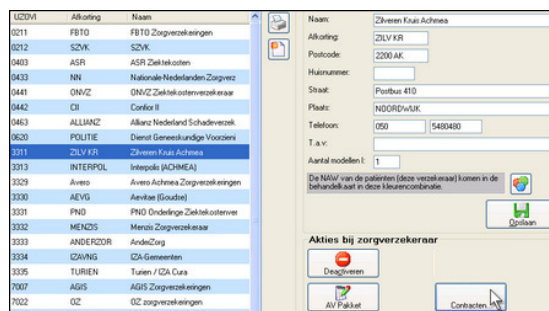 UZOVI Afkorting Naam
0211 FBTO FBTO Zorgverzekeringen
0212 SZVK SZVK
0403 ASR ASR Ziektekosten
0433 NN Nationale-Nederlanden Zorgverz
0441 ONVZ ONVZ Ziektekostenverzekeraar
0442 CII Confior II
0463 ALLIANZ Allianz Nederland Schadeverzek
0620 POLITIE Dienst Geneeskundige Voorzieni
3311 ZILV KR Zilveren Kruis Achmea
3313 INTERPOL Interpolis (ACHMEA)
3329 Avero Avero Achmea Zorgverzekeringen
3330 AEVG Aevitae (Goudse)
3331 PNO PNO Onderlinge Ziektekostenver
3332 MENZIS Menzis Zorgverzekeraar
3333 ANDERZOR AnderZorg
3334 IZAVNG IZA-Gemeenten
3335 TURIEN Turien / IZA Cura
7007 AGIS AGIS Zorgverzekeringen
7022 OZ OZ zorgverzekeringen
Naam: Zilveren Kruis Achmea
Afkorting: ZILV KR
Postcode: 2200 AK
Huisnummer:
Straat: Postbus 410
Plaats: NOORDWIJK
Telefoon: 050 5480480
T.a.v:
Aantal modellen I: 1
De NAW van de patiënten (deze verzekeraar) komen in de
behandelkaart in deze kleurencombinatie.
Opslaan
Akties bij zorgverzekeraar
Deactiveren
AV Pakket
Contracten...